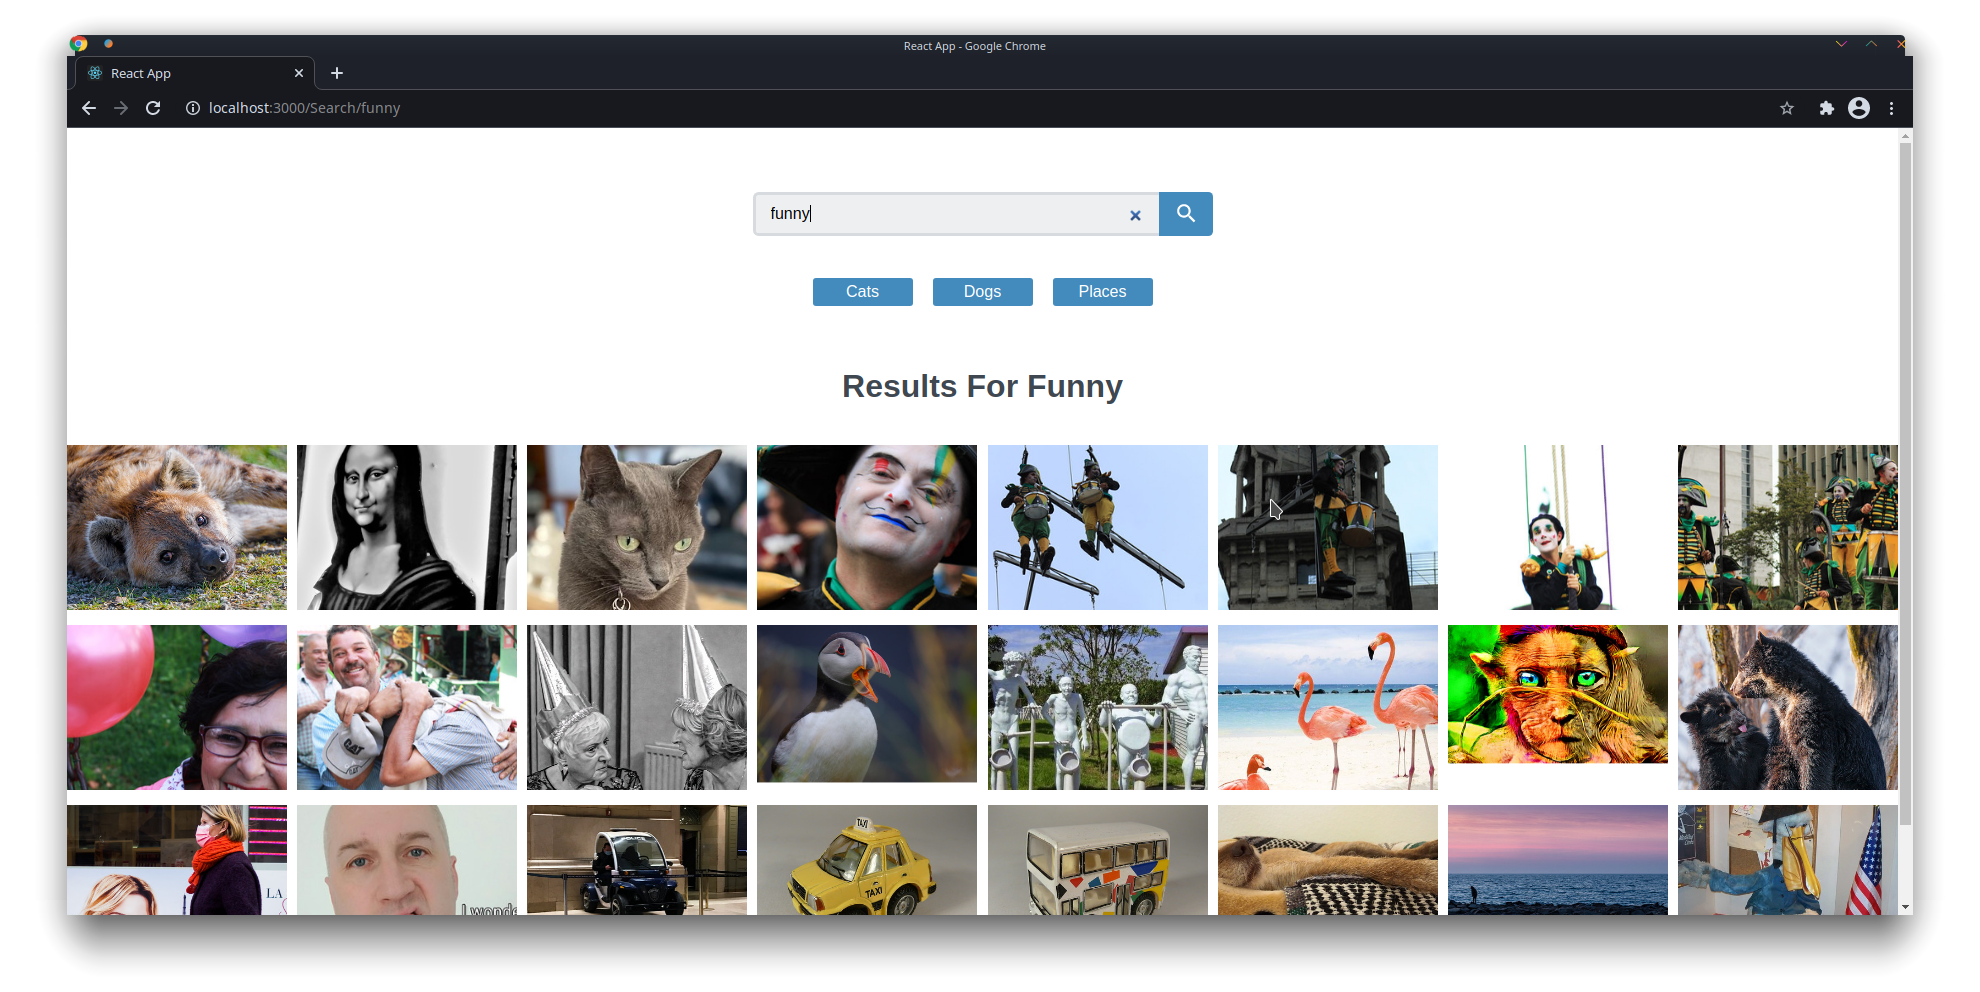 React App - Google Chrome
React App
localhost:3000/Search/funny
funny
Cats Dogs Places
Results For Funny
CAT
POLICE
TAXI
TAXI
LA
I wonde